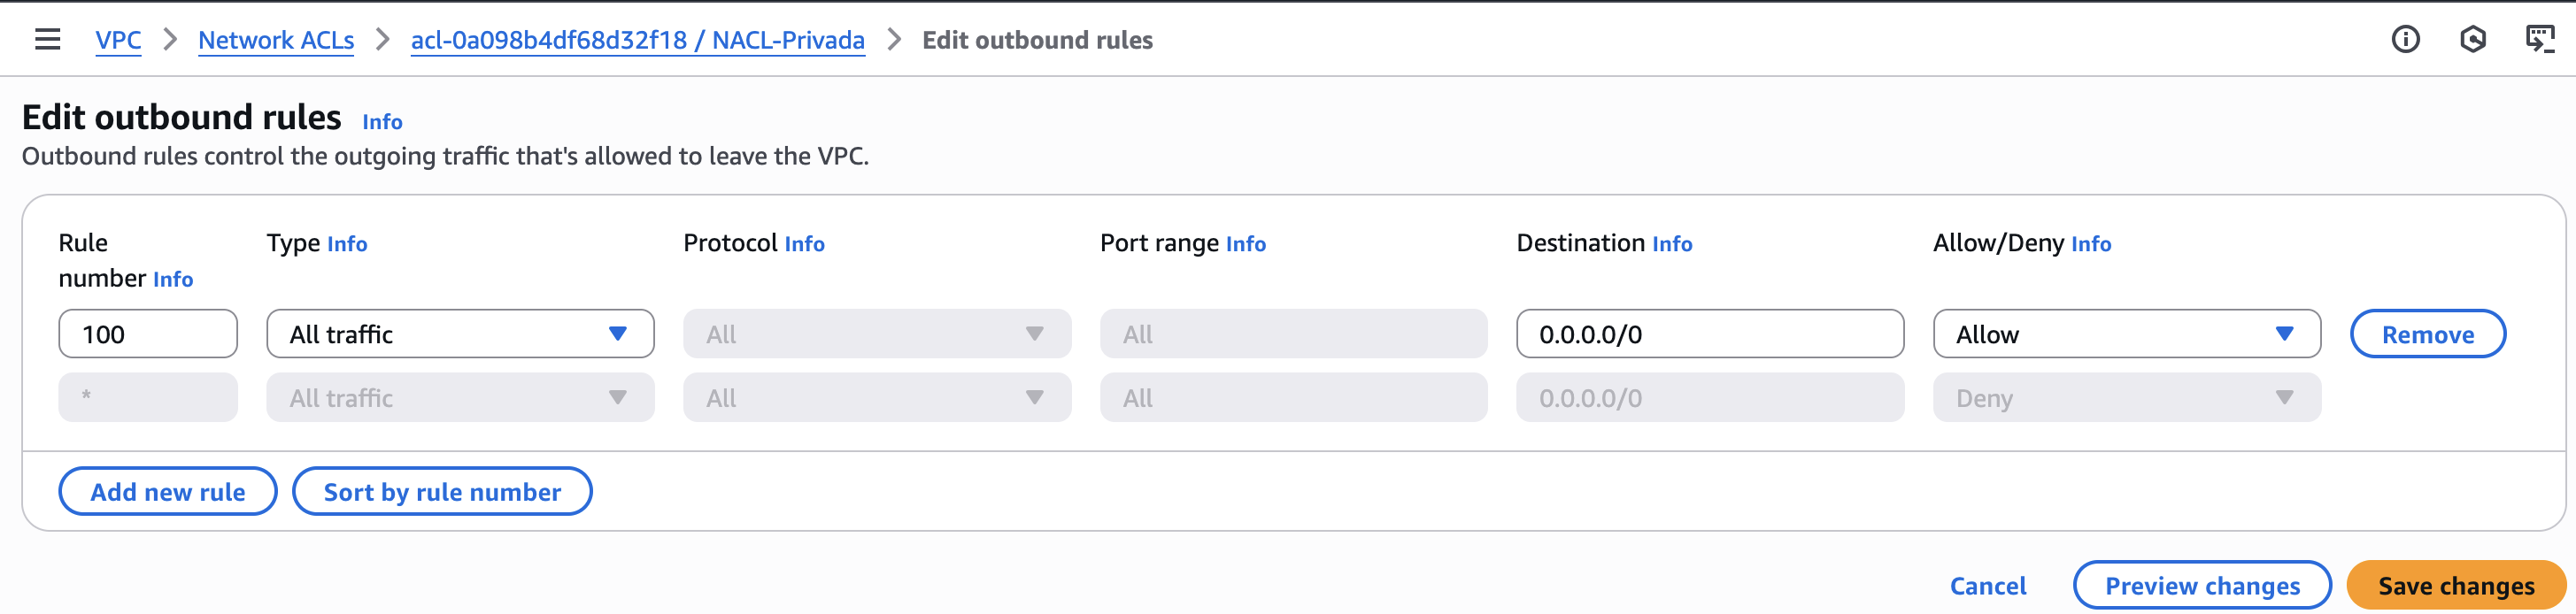 VPC > Network ACLs > acl-0a098b4df68d32f18 / NACL-Privada > Edit outbound rules
Edit outbound rules Info
Outbound rules control the outgoing traffic that's allowed to leave the VPC.
Rule number Info Type Info Protocol Info Port range Info Destination Info Allow/Deny Info
100 All traffic All All 0.0.0.0/0 Allow Remove
* All traffic All All 0.0.0.0/0 Deny
Add new rule Sort by rule number
Cancel Preview changes Save changes